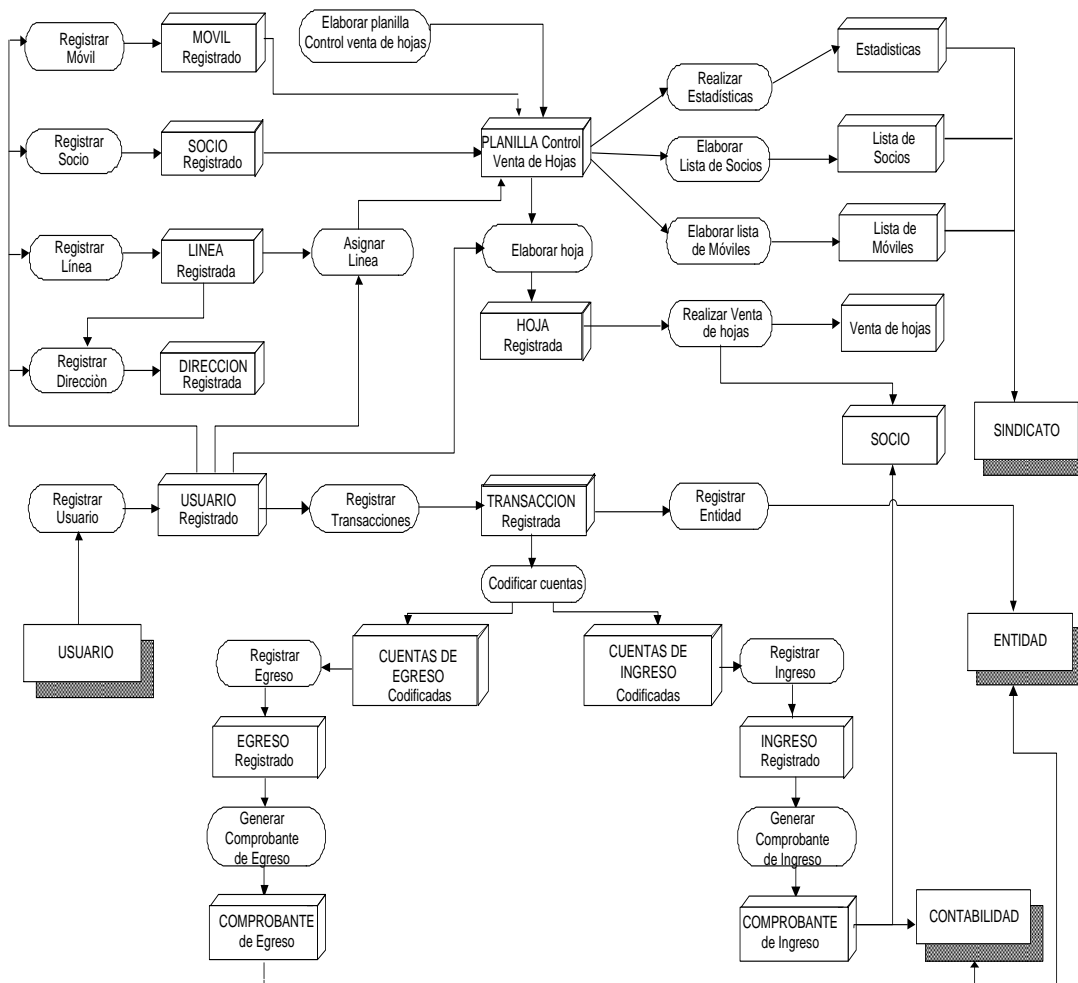 Registrar
Móvil
MOVIL
Registrado
Elaborar planilla
Control venta de hojas
Realizar
Estadísticas
Estadisticas
Registrar
Socio
SOCIO
Registrado
PLANILLA Control
Venta de Hojas
Elaborar
Lista de Socios
Lista de
Socios
Registrar
Línea
LINEA
Registrada
Asignar
Linea
Elaborar hoja
Elaborar lista
de Móviles
Lista de
Móviles
Registrar
Direcciòn
DIRECCION
Registrada
HOJA
Registrada
Realizar Venta
de hojas
Venta de hojas
SOCIO
SINDICATO
Registrar
Usuario
USUARIO
Registrado
Registrar
Transacciones
TRANSACCION
Registrada
Registrar
Entidad
Codificar cuentas
USUARIO
Registrar
Egreso
CUENTAS DE
EGRESO
Codificadas
CUENTAS DE
INGRESO
Codificadas
Registrar
Ingreso
ENTIDAD
EGRESO
Registrado
INGRESO
Registrado
Generar
Comprobante
de Egreso
Generar
Comprobante
de Ingreso
COMPROBANTE
de Egreso
COMPROBANTE
de Ingreso
CONTABILIDAD